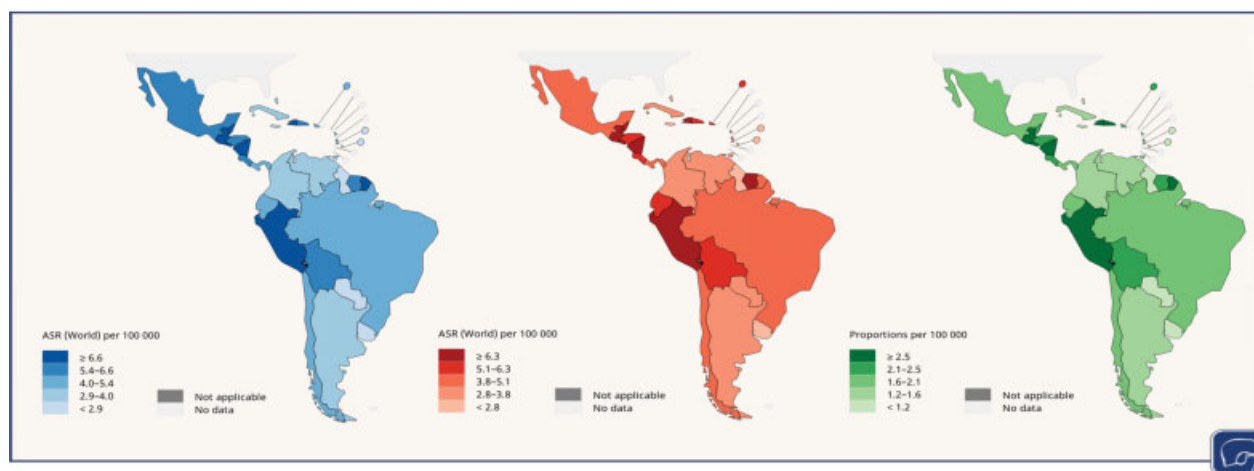 ASR (World) per 100 000
≥ 6.6
5.4–6.6
4.0–5.4
2.9–4.0
< 2.9
Not applicable
No data
ASR (World) per 100 000
≥ 6.3
5.1–6.3
3.8–5.1
2.8–3.8
< 2.8
Not applicable
No data
Proportions per 100 000
≥ 2.5
2.1–2.5
1.6–2.1
1.2–1.6
< 1.2
Not applicable
No data